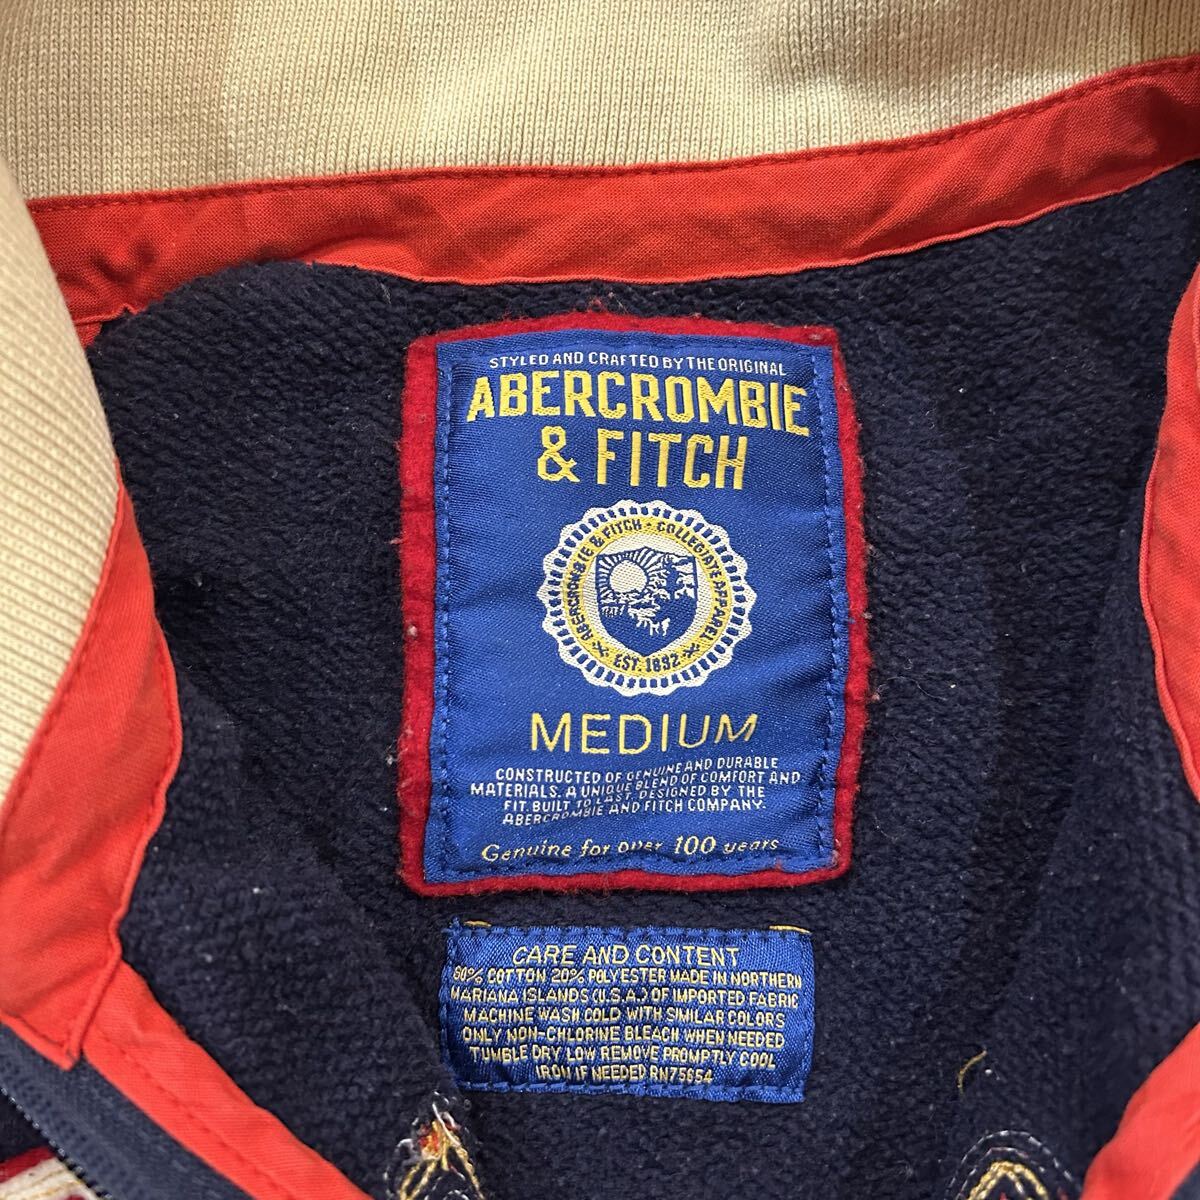 STYLED AND CRAFTED BY THE ORIGINAL
ABERCROMBIE
& FITCH
ABERCROMBIE & FITCH · COLLEGIATE APPAREL
EST. 1892
MEDIUM
CONSTRUCTED OF GENUINE AND DURABLE
MATERIALS. A UNIQUE BLEND OF COMFORT AND
FIT. BUILT TO LAST. DESIGNED BY THE
ABERCROMBIE AND FITCH COMPANY.
Genuine for over 100 years
CARE AND CONTENT
80% COTTON 20% POLYESTER MADE IN NORTHERN
MARIANA ISLANDS (U.S.A.) OF IMPORTED FABRIC
MACHINE WASH COLD WITH SIMILAR COLORS
ONLY NON-CHLORINE BLEACH WHEN NEEDED
TUMBLE DRY LOW REMOVE PROMPTLY COOL
IRON IF NEEDED RN75654